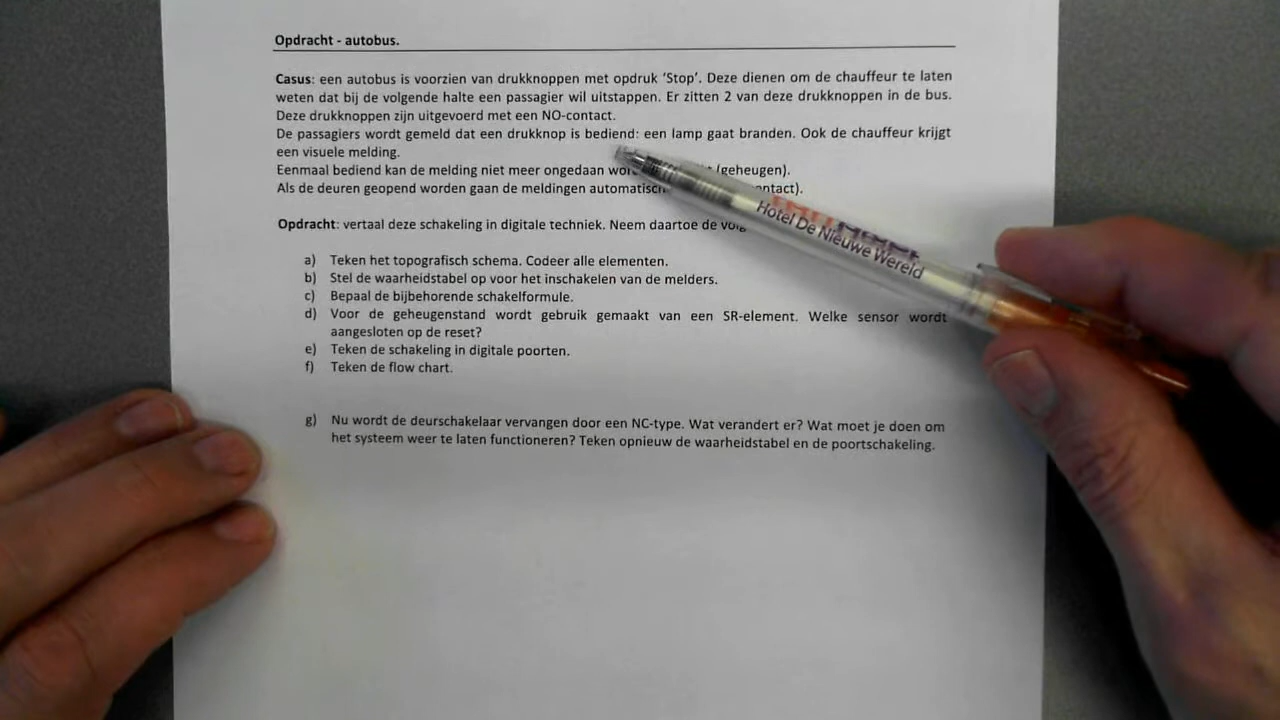 Opdracht - autobus.
Casus: een autobus is voorzien van drukknoppen met opdruk ‘Stop’. Deze dienen om de chauffeur te laten
weten dat bij de volgende halte een passagier wil uitstappen. Er zitten 2 van deze drukknoppen in de bus.
Deze drukknoppen zijn uitgevoerd met een NO-contact.
De passagiers wordt gemeld dat een drukknop is bediend: een lamp gaat branden. Ook de chauffeur krijgt
een visuele melding.
Eenmaal bediend kan de melding niet meer ongedaan (geheugen).
Als de deuren geopend worden gaan de meldingen
Opdracht: vertaal deze schakeling in digitale techniek. Neem daartoe de
Hotel De Nieuwe Wereld
a) Teken het topografisch schema. Codeer alle elementen.
b) Stel de waarheidstabel op voor het inschakelen van de melders.
c) Bepaal de bijbehorende schakelformule.
d) Voor de geheugenstand wordt gebruik gemaakt van een SR-element. Welke sensor wordt
aangesloten op de reset?
e) Teken de schakeling in digitale poorten.
f) Teken de flow chart.
g) Nu wordt de deurschakelaar vervangen door een NC-type. Wat verandert er? Wat moet je doen om
het systeem weer te laten functioneren? Teken opnieuw de waarheidstabel en de poortschakeling.